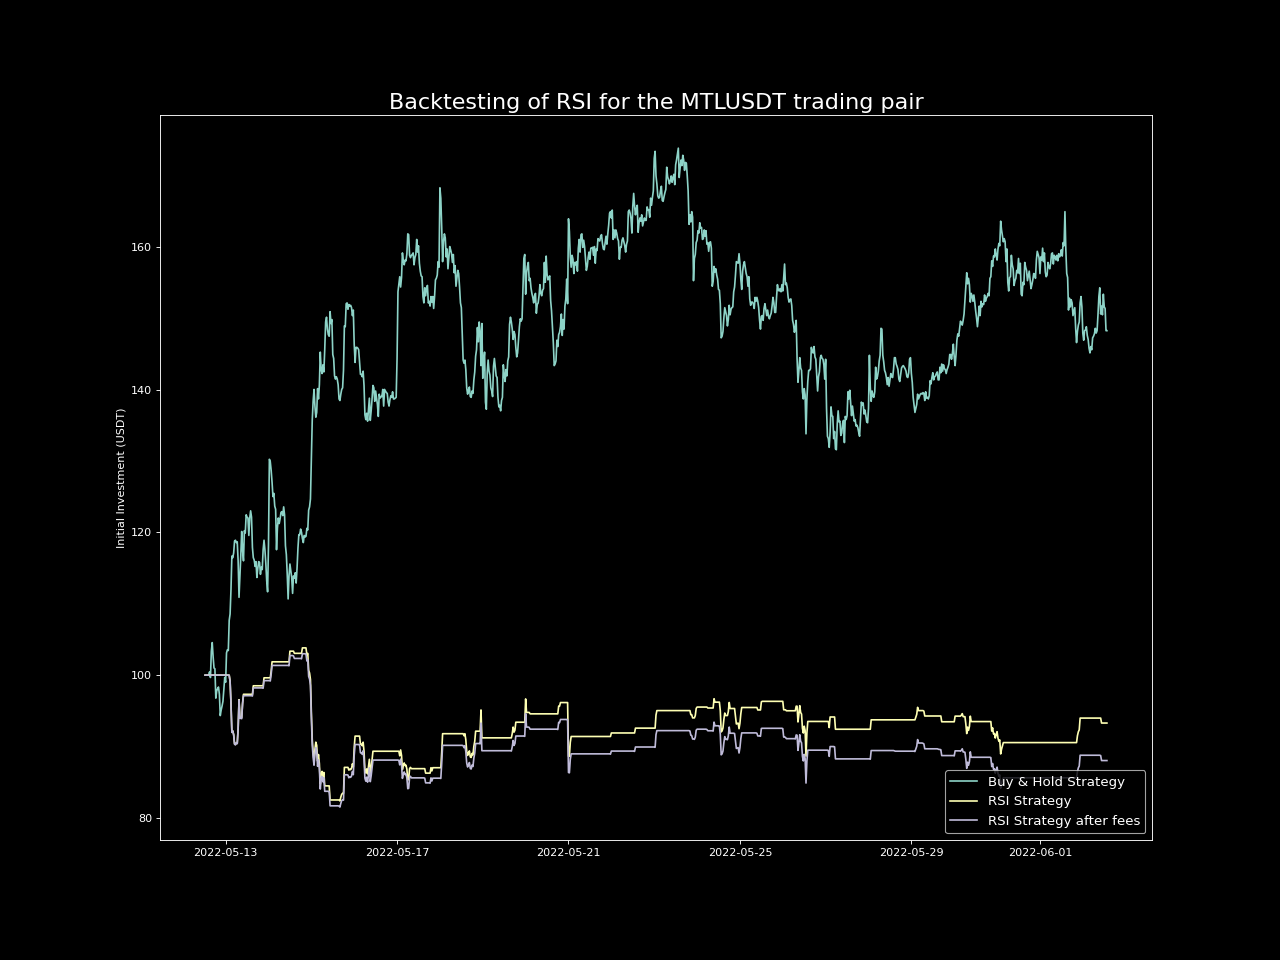 Backtesting of RSI for the MTLUSDT trading pair
Initial Investment (USDT)
160
140
120
100
80
2022-05-13
2022-05-17
2022-05-21
2022-05-25
2022-05-29
2022-06-01
Buy & Hold Strategy
RSI Strategy
RSI Strategy after fees